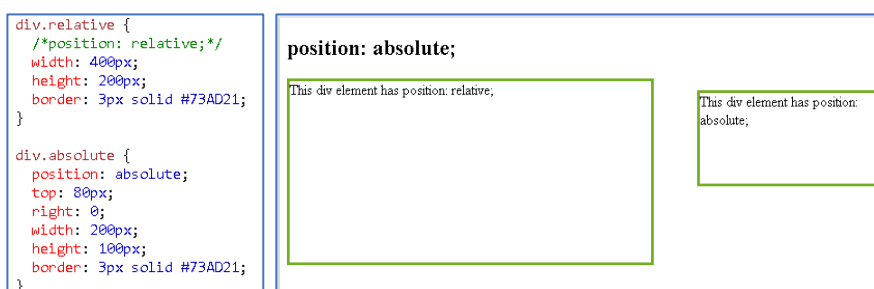 div.relative {
/*position: relative;*/
width: 400px;
height: 200px;
border: 3px solid #73AD21;
}
div.absolute {
position: absolute;
top: 80px;
right: 0;
width: 200px;
height: 100px;
border: 3px solid #73AD21;
}
position: absolute;
This div element has position: relative;
This div element has position:
absolute;